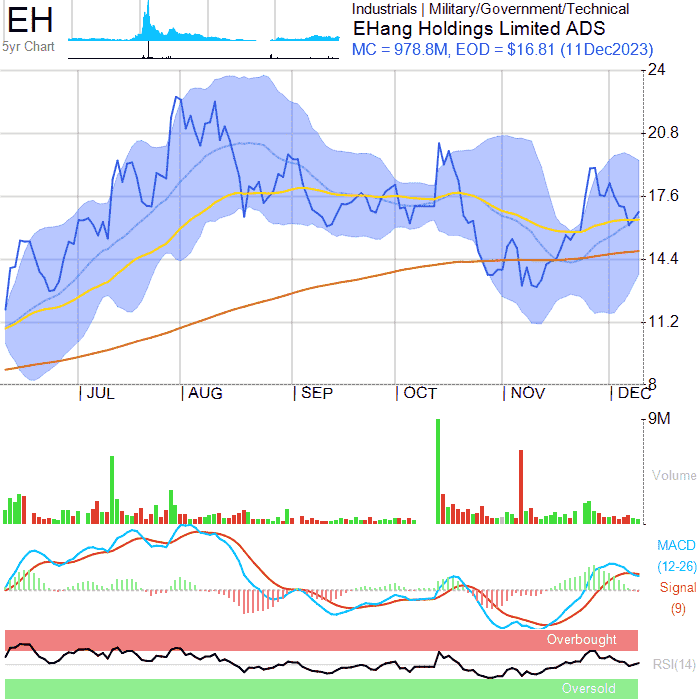 EH
5yr Chart
Industrials | Military/Government/Technical
EHang Holdings Limited ADS
MC = 978.8M, EOD = $16.81 (11Dec2023)
24
20.8
17.6
14.4
11.2
8
JUL AUG SEP OCT NOV DEC
9M
Volume
MACD
(12-26)
Signal
(9)
Overbought
RSI(14)
Oversold